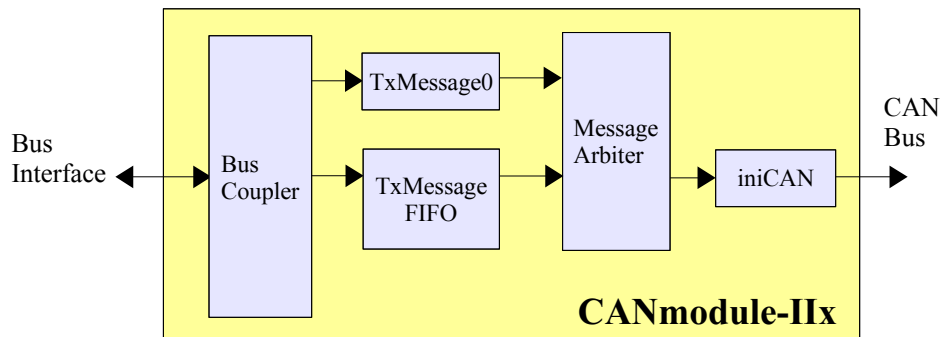 Bus
Interface
Bus
Coupler
TxMessage0
TxMessage
FIFO
Message
Arbiter
iniCAN
CAN
Bus
CANmodule-IIx